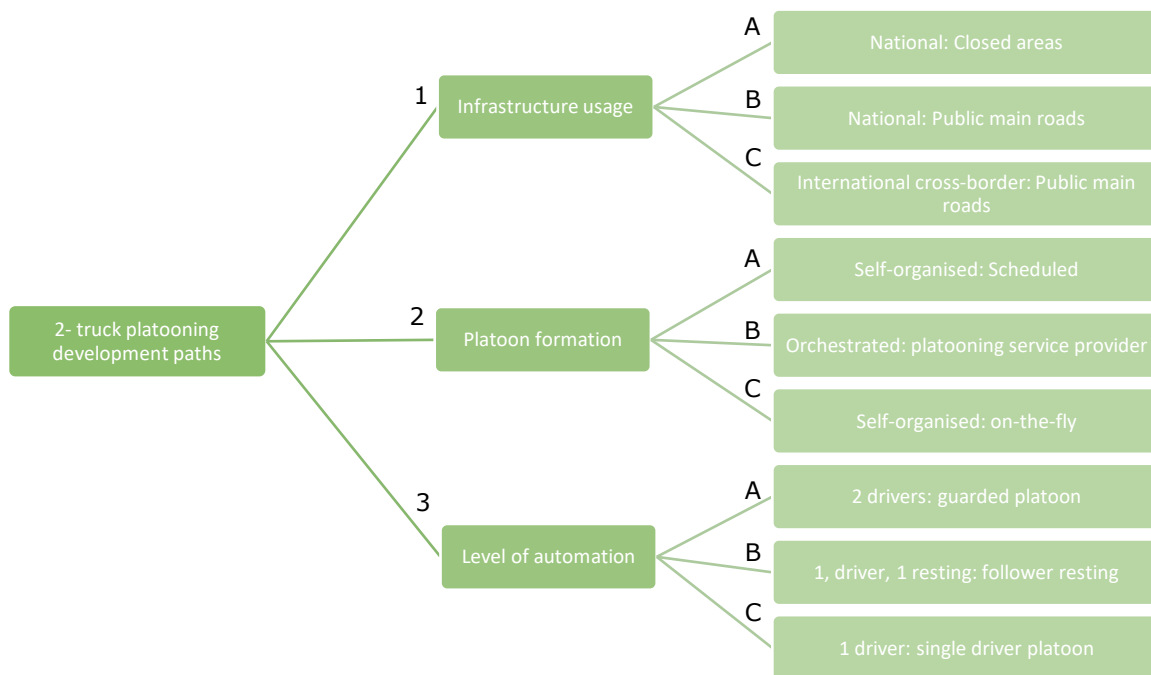 A
National: Closed areas
1
Infrastructure usage
B
National: Public main roads
C
International cross-border: Public main
roads
A
Self-organised: Scheduled
2- truck platooning
development paths
2
Platoon formation
B
Orchestrated: platooning service provider
C
Self-organised: on-the-fly
3
Level of automation
A
2 drivers: guarded platoon
B
1, driver, 1 resting: follower resting
C
1 driver: single driver platoon